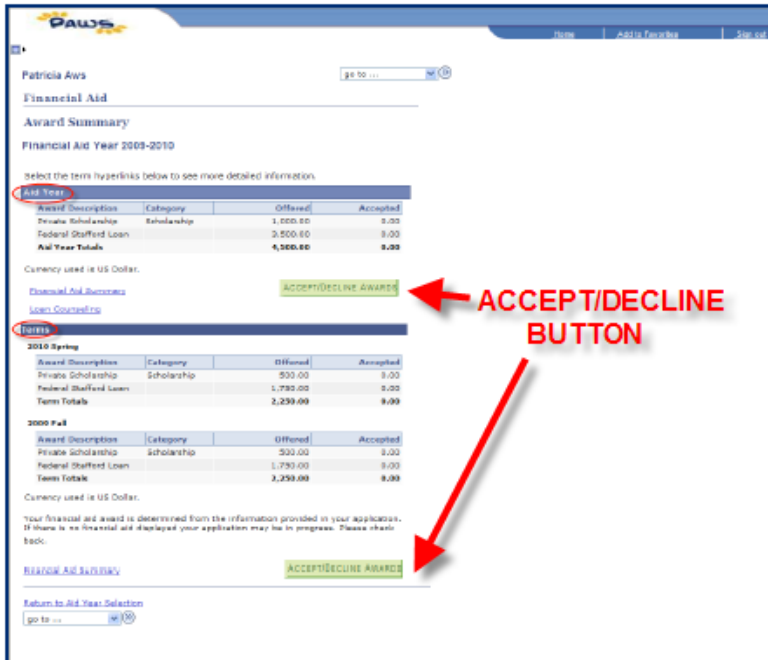 PAWS
Home Add to Favorites Sign out
Patricia Aws go to ...
Financial Aid
Award Summary
Financial Aid Year 2009-2010
Select the term hyperlinks below to see more detailed information.
Aid Year
Award Description Category Offered Accepted
Private Scholarship Scholarship 1,000.00 0.00
Federal Stafford Loan 3,500.00 0.00
Aid Year Totals 4,500.00 0.00
Currency used is US Dollar.
Financial Aid Summary ACCEPT/DECLINE AWARDS
Loan Counseling
ACCEPT/DECLINE
BUTTON
Terms
2010 Spring
Award Description Category Offered Accepted
Private Scholarship Scholarship 500.00 0.00
Federal Stafford Loan 1,750.00 0.00
Term Totals 2,250.00 0.00
2009 Fall
Award Description Category Offered Accepted
Private Scholarship Scholarship 500.00 0.00
Federal Stafford Loan 1,750.00 0.00
Term Totals 2,250.00 0.00
Currency used is US Dollar.
Your financial aid award is determined from the information provided in your application.
If there is no financial aid displayed your application may be in progress. Please check
back.
Financial Aid Summary ACCEPT/DECLINE AWARDS
Return to Aid Year Selection
go to ...